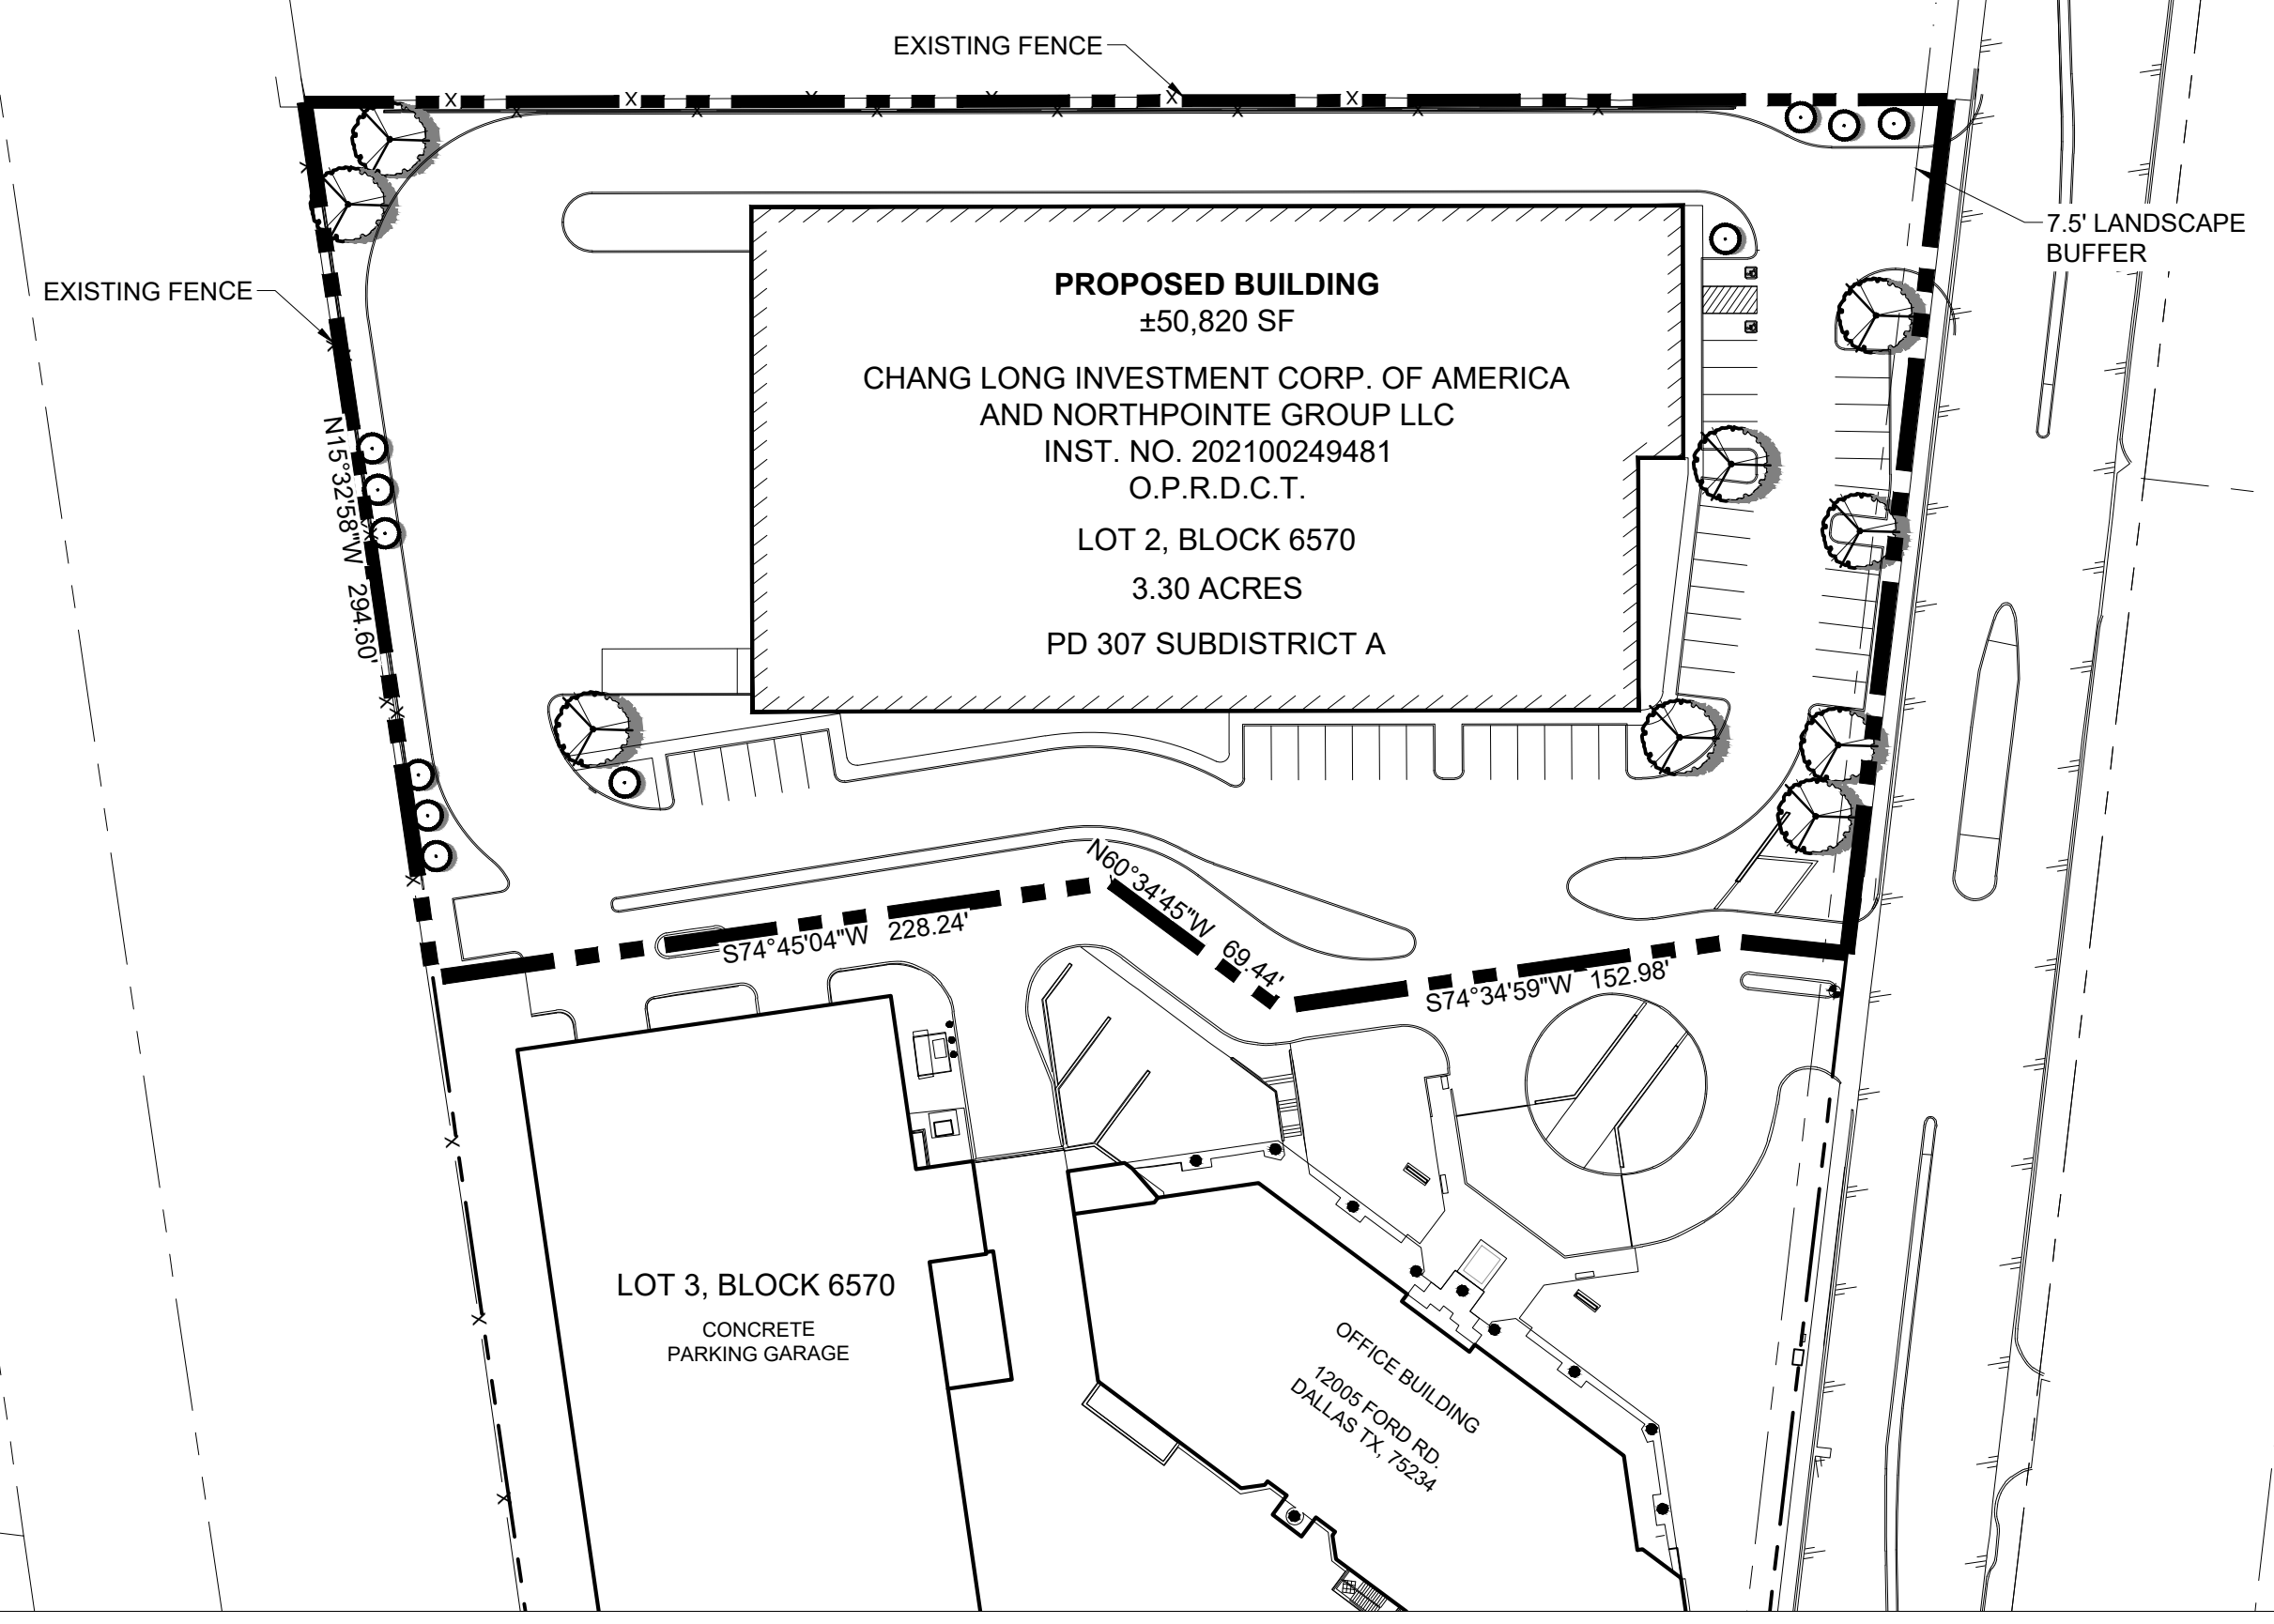 EXISTING FENCE
7.5' LANDSCAPE
BUFFER
EXISTING FENCE
PROPOSED BUILDING
±50,820 SF
CHANG LONG INVESTMENT CORP. OF AMERICA
AND NORTHPOINTE GROUP LLC
INST. NO. 202100249481
O.P.R.D.C.T.
LOT 2, BLOCK 6570
3.30 ACRES
PD 307 SUBDISTRICT A
N15°32'58"W 294.60'
S74°45'04"W 228.24'
N60°34'45"W 69.44'
S74°34'59"W 152.98'
LOT 3, BLOCK 6570
CONCRETE
PARKING GARAGE
OFFICE BUILDING
12005 FORD RD.
DALLAS TX, 75234